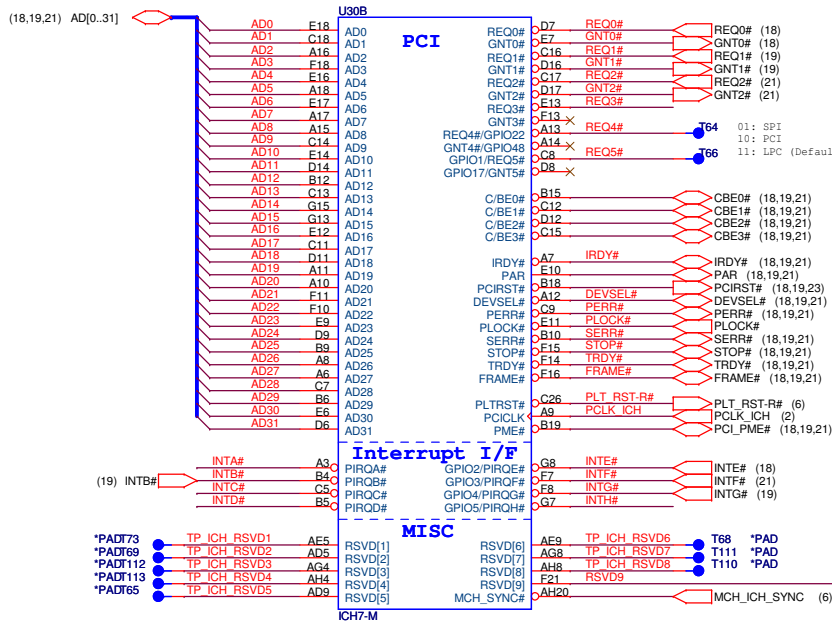 U30B
(18,19,21) AD[0..31]
PCI
AD0 E18 AD0 REQ0# D7 REQ0# REQ0# (18)
AD1 C18 AD1 GNT0# E7 GNT0# GNT0# (18)
AD2 A16 AD2 REQ1# C16 REQ1# REQ1# (19)
AD3 F18 AD3 GNT1# D16 GNT1# GNT1# (19)
AD4 E16 AD4 REQ2# C17 REQ2# REQ2# (21)
AD5 A18 AD5 GNT2# D17 GNT2# GNT2# (21)
AD6 E17 AD6 REQ3# E13 REQ3#
AD7 A17 AD7 GNT3# F13
AD8 A15 AD8 REQ4#/GPIO22 A13 REQ4# T64 01: SPI
AD9 C14 AD9 GNT4#/GPIO48 A14 10: PCI
AD10 E14 AD10 GPIO1/REQ5# C8 REQ5# T66 11: LPC (Defaul
AD11 D14 AD11 GPIO17/GNT5# D8
AD12 B12 AD12
AD13 C13 AD13 C/BE0# B15 CBE0# (18,19,21)
AD14 G15 AD14 C/BE1# C12 CBE1# (18,19,21)
AD15 G13 AD15 C/BE2# D12 CBE2# (18,19,21)
AD16 E12 AD16 C/BE3# C15 CBE3# (18,19,21)
AD17 C11 AD17
AD18 D11 AD18 IRDY# A7 IRDY# IRDY# (18,19,21)
AD19 A11 AD19 PAR E10 PAR (18,19,21)
AD20 A10 AD20 PCIRST# B18 PCIRST# (18,19,23)
AD21 F11 AD21 DEVSEL# A12 DEVSEL# DEVSEL# (18,19,21)
AD22 F10 AD22 PERR# C9 PERR# PERR# (18,19,21)
AD23 E9 AD23 PLOCK# E11 PLOCK# PLOCK#
AD24 D9 AD24 SERR# B10 SERR# SERR# (18,19,21)
AD25 B9 AD25 STOP# F15 STOP# STOP# (18,19,21)
AD26 A8 AD26 TRDY# F14 TRDY# TRDY# (18,19,21)
AD27 A6 AD27 FRAME# F16 FRAME# FRAME# (18,19,21)
AD28 C7 AD28
AD29 B6 AD29 PLTRST# C26 PLT_RST-R# PLT_RST-R# (6)
AD30 E6 AD30 PCICLK A9 PCLK_ICH PCLK_ICH (2)
AD31 D6 AD31 PME# B19 PCI_PME# (18,19,21)
Interrupt I/F
INTA# A3 PIRQA# GPIO2/PIRQE# G8 INTE# INTE# (18)
(19) INTB# INTB# B4 PIRQB# GPIO3/PIRQF# F7 INTF# INTF# (21)
INTC# C5 PIRQC# GPIO4/PIRQG# F8 INTG# INTG# (19)
INTD# B5 PIRQD# GPIO5/PIRQH# G7 INTH#
MISC
*PADT73 TP_ICH_RSVD1 AE5 RSVD[1] RSVD[6] AE9 TP_ICH_RSVD6 T68 *PAD
*PADT69 TP_ICH_RSVD2 AD5 RSVD[2] RSVD[7] AG8 TP_ICH_RSVD7 T111 *PAD
*PADT112 TP_ICH_RSVD3 AG4 RSVD[3] RSVD[8] AH8 TP_ICH_RSVD8 T110 *PAD
*PADT113 TP_ICH_RSVD4 AH4 RSVD[4] RSVD[9] F21 RSVD9
*PADT65 TP_ICH_RSVD5 AD9 RSVD[5] MCH_SYNC# AH20 MCH_ICH_SYNC (6)
ICH7-M